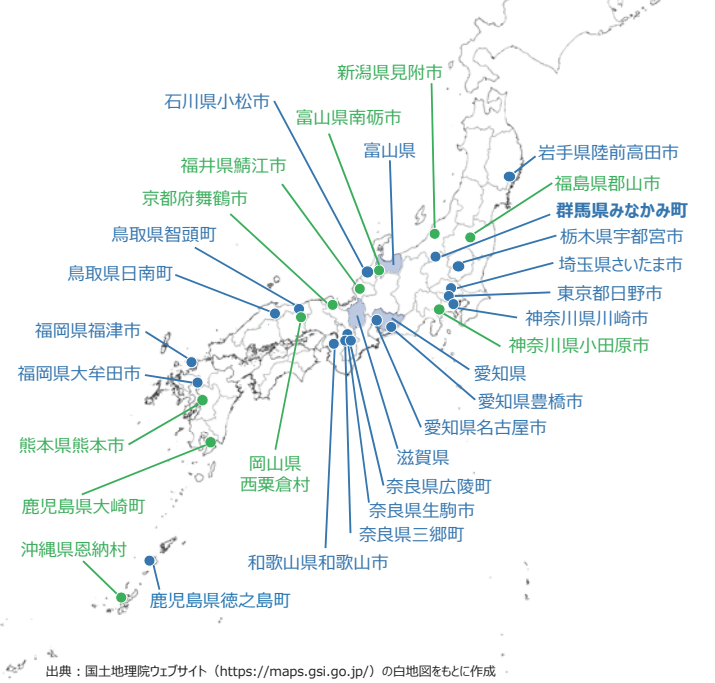 新潟県見附市
石川県小松市
富山県南砺市
富山県
岩手県陸前高田市
福井県鯖江市
福島県郡山市
京都府舞鶴市
群馬県みなかみ町
鳥取県智頭町
栃木県宇都宮市
鳥取県日南町
埼玉県さいたま市
東京都日野市
神奈川県川崎市
福岡県福津市
神奈川県小田原市
福岡県大牟田市
愛知県
愛知県豊橋市
愛知県名古屋市
熊本県熊本市
滋賀県
岡山県
西粟倉村
奈良県広陵町
鹿児島県大崎町
奈良県生駒市
奈良県三郷町
沖縄県恩納村
和歌山県和歌山市
鹿児島県徳之島町
出典：国土地理院ウェブサイト（https://maps.gsi.go.jp/）の白地図をもとに作成